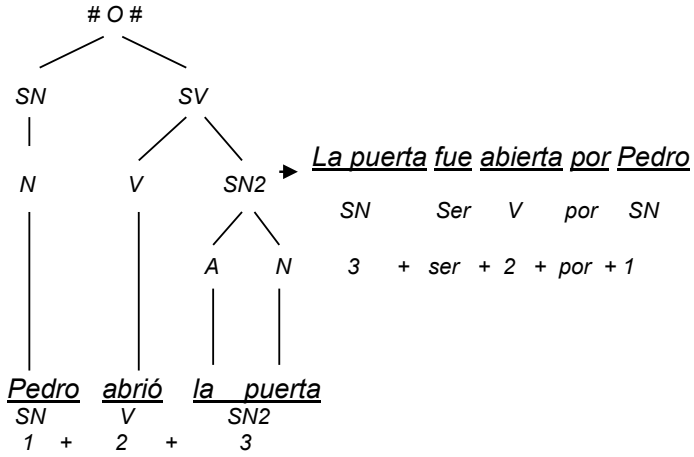 # O #
SN SV
N V SN2
La puerta fue abierta por Pedro
SN Ser V por SN
A N
3 + ser + 2 + por + 1
Pedro abrió la puerta
SN V SN2
1 + 2 + 3